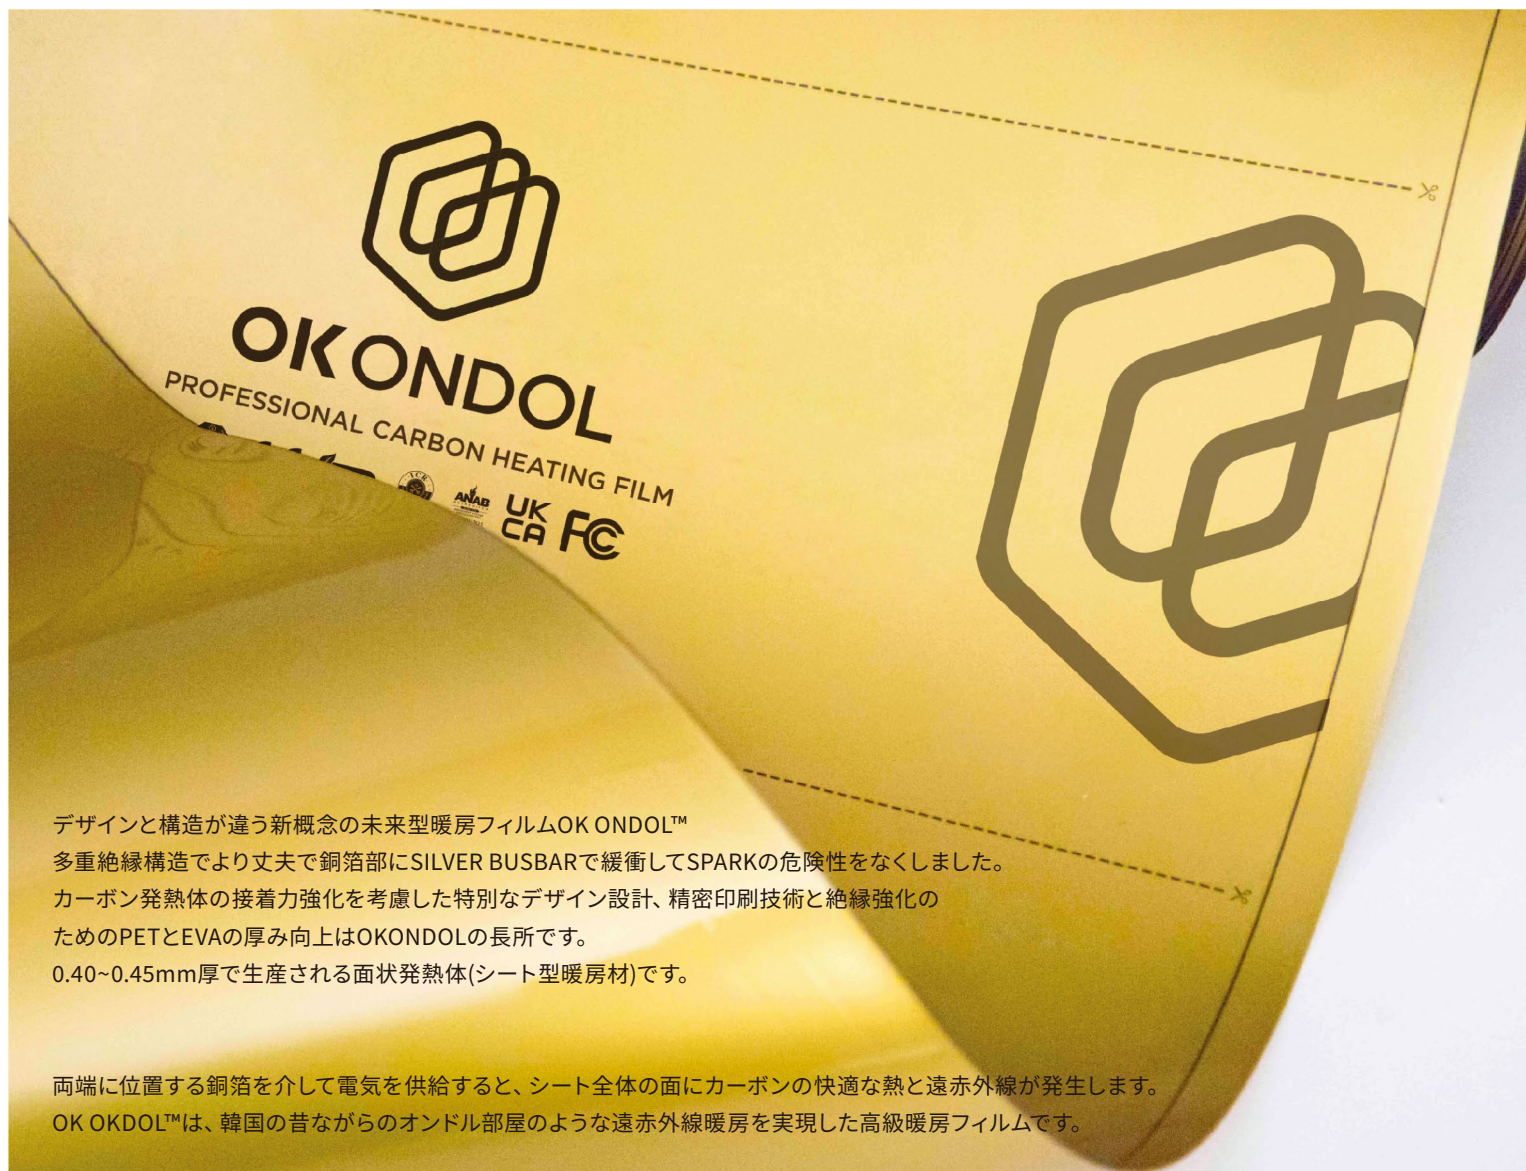 OK ONDOL
PROFESSIONAL CARBON HEATING FILM
ANAB
UK
CA
FC
デザインと構造が違う新概念の未来型暖房フィルムOK ONDOL™
多重絶縁構造でより丈夫で銅箔部にSILVER BUSBARで緩衝してSPARKの危険性をなくしました。
カーボン発熱体の接着力強化を考慮した特別なデザイン設計、精密印刷技術と絶縁強化の
ためのPETとEVAの厚み向上はOKONDOLの長所です。
0.40~0.45mm厚で生産される面状発熱体(シート型暖房材)です。
両端に位置する銅箔を介して電気を供給すると、シート全体の面にカーボンの快適な熱と遠赤外線が発生します。
OK OKDOL™は、韓国の昔ながらのオンドル部屋のような遠赤外線暖房を実現した高級暖房フィルムです。